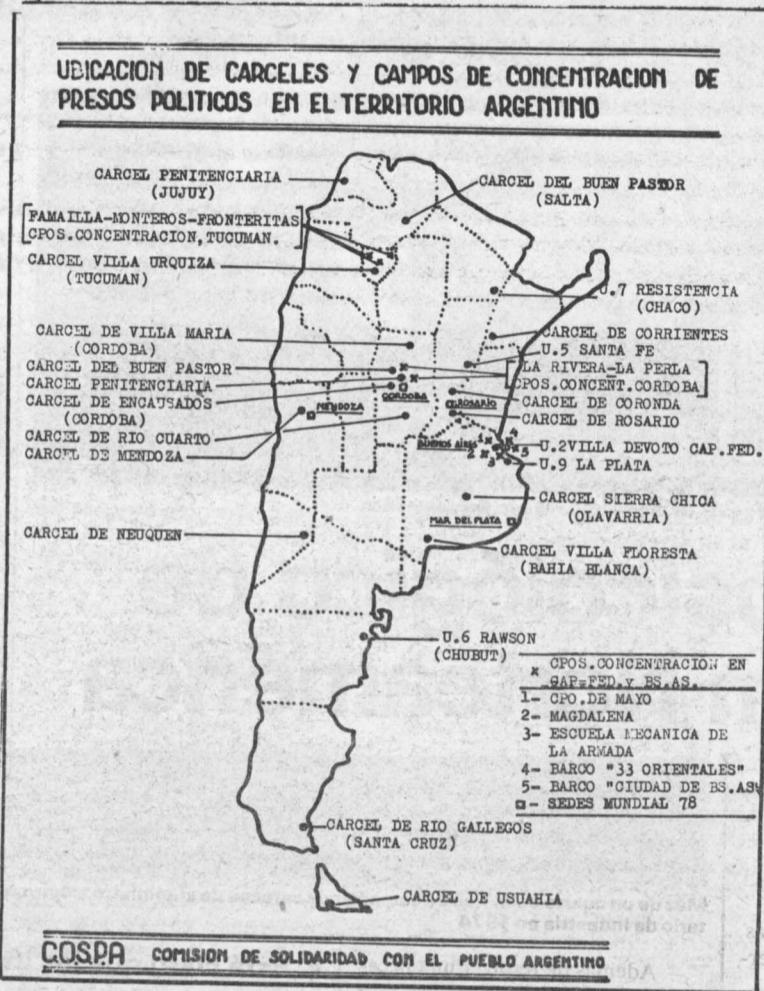 UBICACION DE CARCELES Y CAMPOS DE CONCENTRACION DE
PRESOS POLITICOS EN EL TERRITORIO ARGENTINO
CARCEL PENITENCIARIA
(JUJUY)
CARCEL DEL BUEN PASTOR
(SALTA)
FAMAILLA-MONTEROS-FRONTERITAS
CPOS.CONCENTRACION,TUCUMAN
CARCEL VILLA URQUIZA
(TUCUMAN)
U.7 RESISTENCIA
(CHACO)
CARCEL DE VILLA MARIA
(CORDOBA)
CARCEL DEL BUEN PASTOR
CARCEL PENITENCIARIA
CARCEL DE ENCAUSADOS
(CORDOBA)
CARCEL DE RIO CUARTO
CARCEL DE MENDOZA
CARCEL DE CORRIENTES
U.5 SANTA FE
LA RIVERA-LA PERLA
CPOS.CONCENT.CORDOBA
CARCEL DE CORONDA
CARCEL DE ROSARIO
MENDOZA
CORDOBA
ROSARIO
BUENOS AIRES
1
4
2
5
3
U.2VILLA DEVOTO CAP.FED.
U.9 LA PLATA
CARCEL SIERRA CHICA
(OLAVARRIA)
MAR DEL PLATA
CARCEL DE NEUQUEN
CARCEL VILLA FLORESTA
(BAHIA BLANCA)
U.6 RAWSON
(CHUBUT)
x CPOS.CONCENTRACION EN
CAP=FED.Y BS.AS.
1- CPO.DE MAYO
2- MAGDALENA
3- ESCUELA MECANICA DE
LA ARMADA
4- BARCO "33 ORIENTALES"
5- BARCO "CIUDAD DE BS.AS"
- SEDES MUNDIAL 78
CARCEL DE RIO GALLEGOS
(SANTA CRUZ)
CARCEL DE USUAHIA
C.O.S.P.A COMISION DE SOLIDARIDAD CON EL PUEBLO ARGENTINO